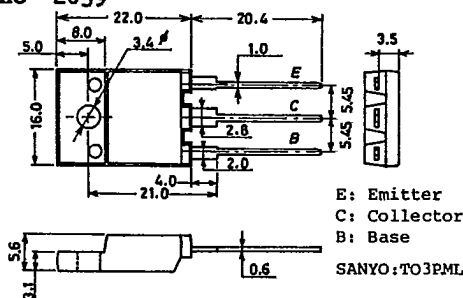 2039
22.0
20.4
8.0
5.0
3.4 ø
1.0
3.5
E
C
B
16.0
5.45
5.45
2.8
2.0
4.0
21.0
E: Emitter
C: Collector
B: Base
5.6
3.1
0.6
SANYO:TO3PML